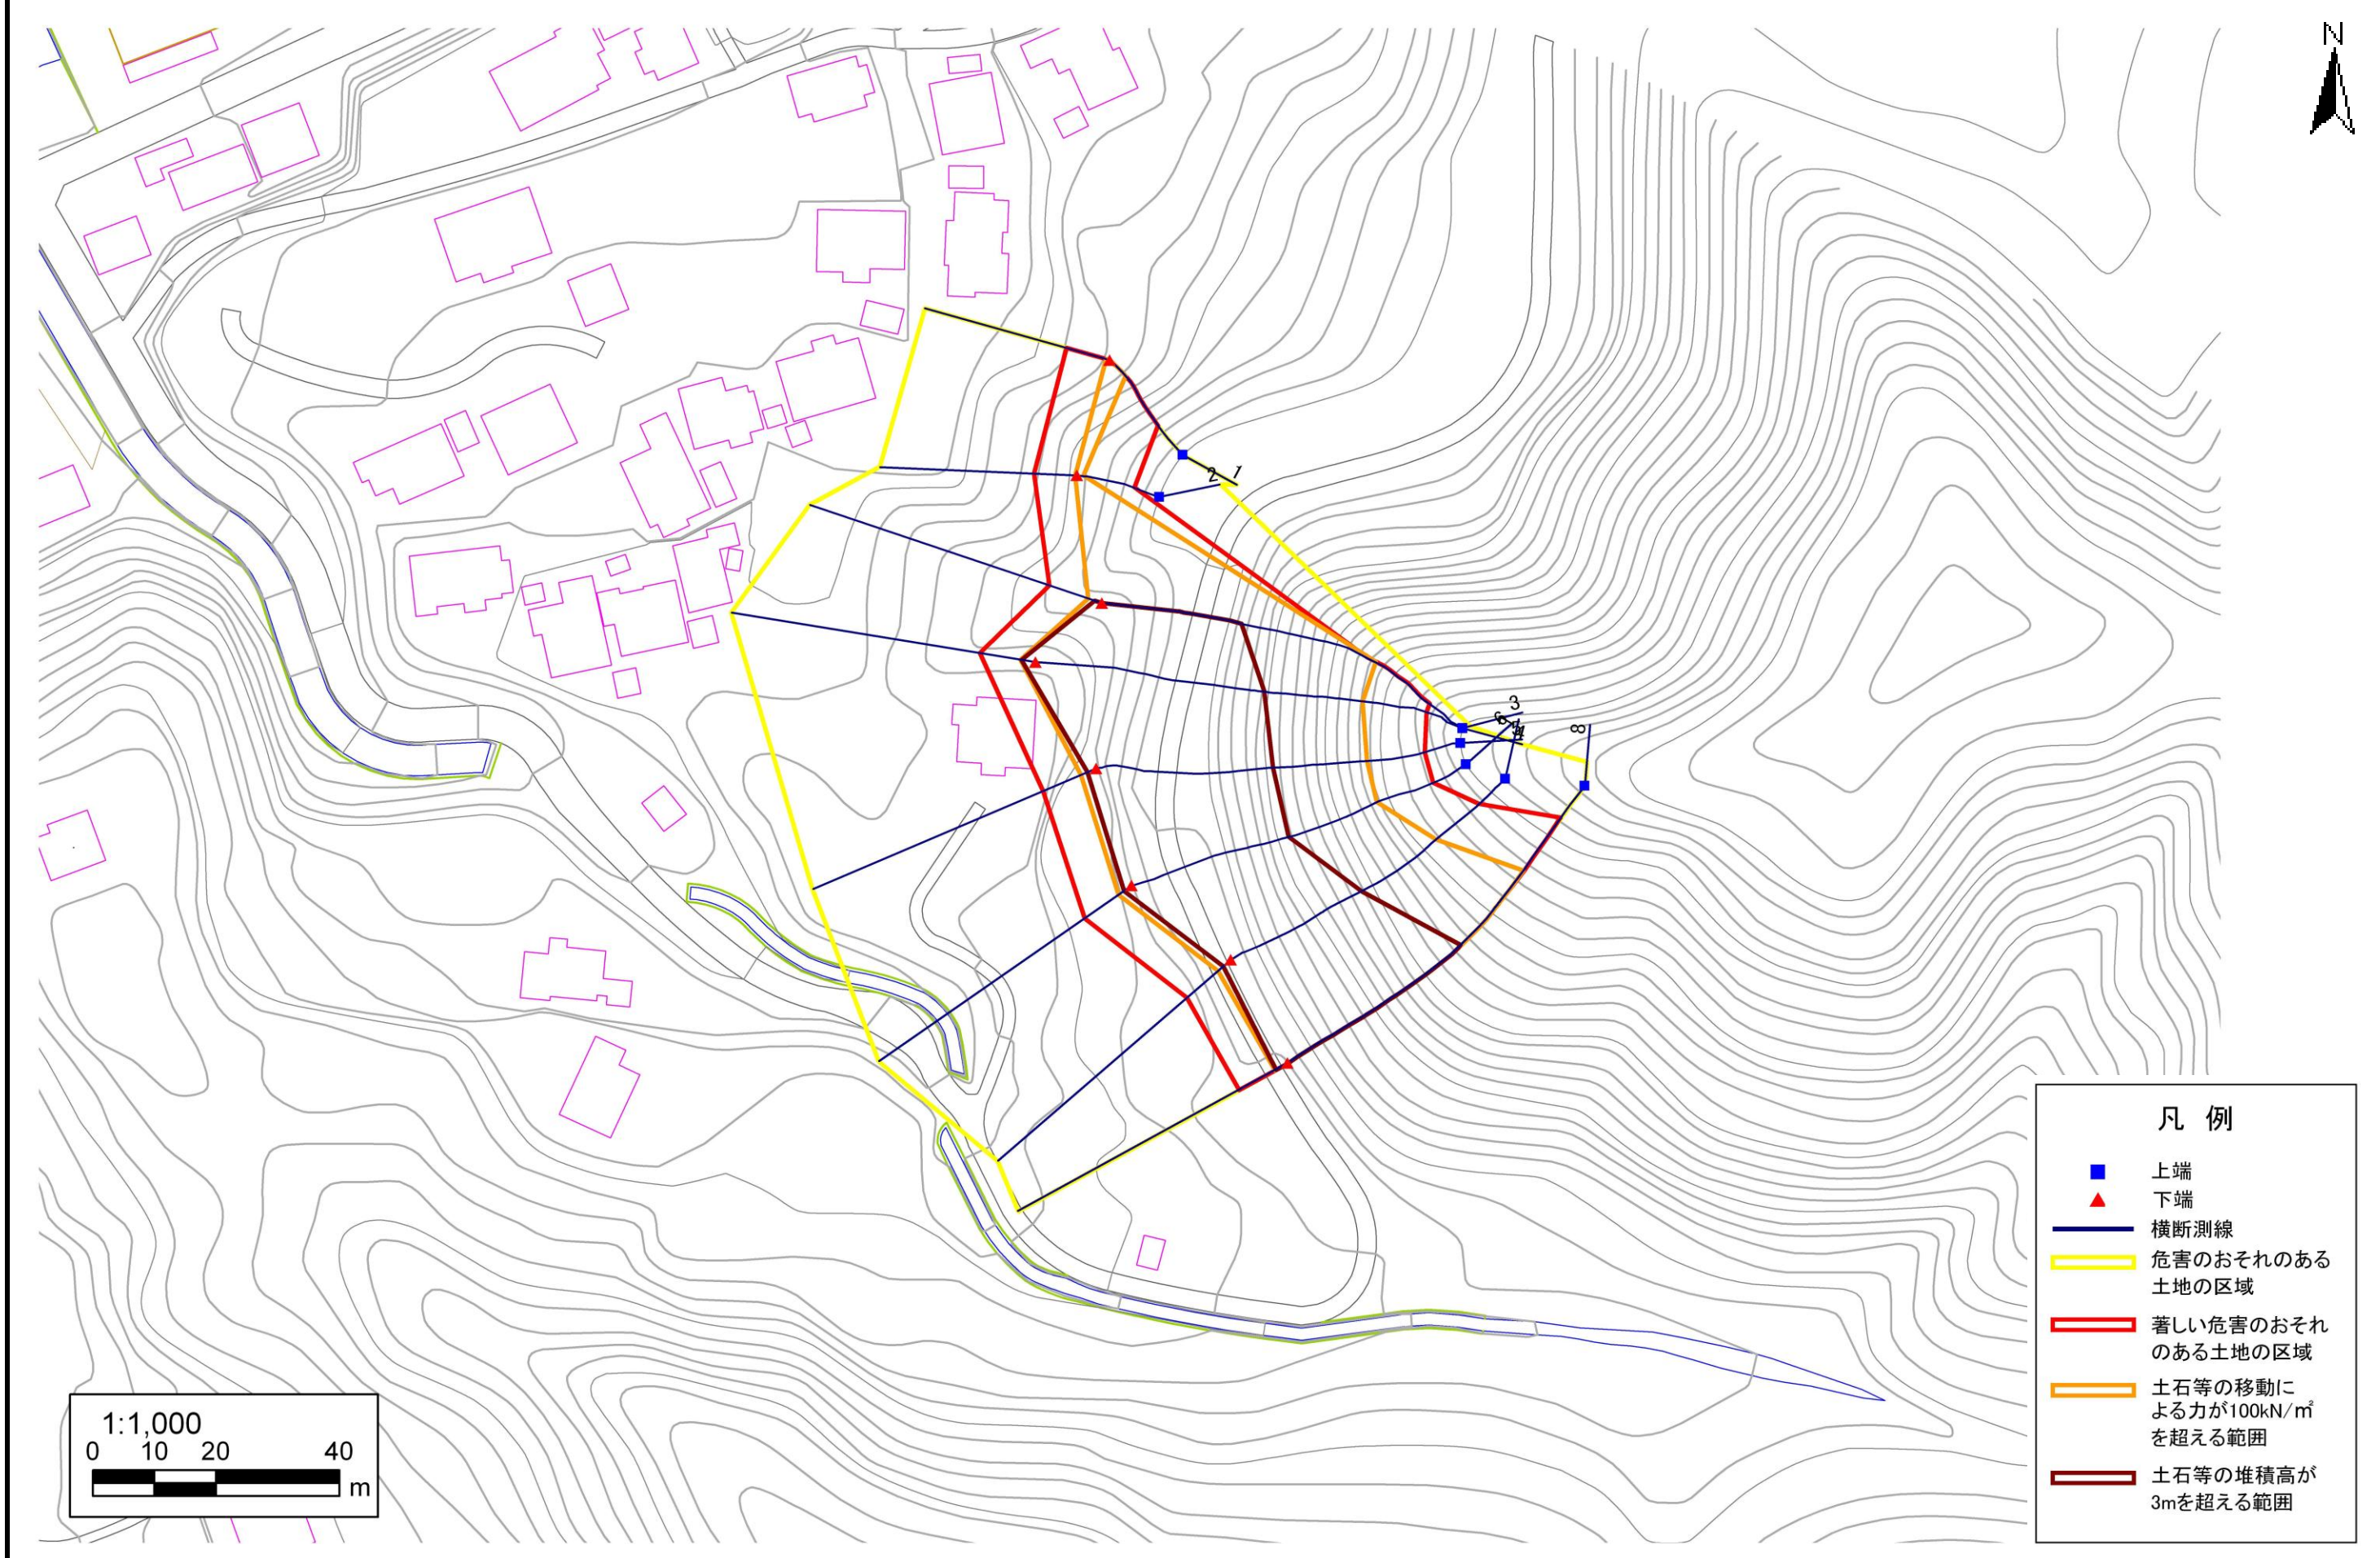 N
2
1
3
8
凡 例
上端
下端
横断測線
危害のおそれのある
土地の区域
著しい危害のおそれ
のある土地の区域
土石等の移動に
よる力が100kN/㎡
を超える範囲
土石等の堆積高が
3mを超える範囲
1:1,000
0 10 20 40
m